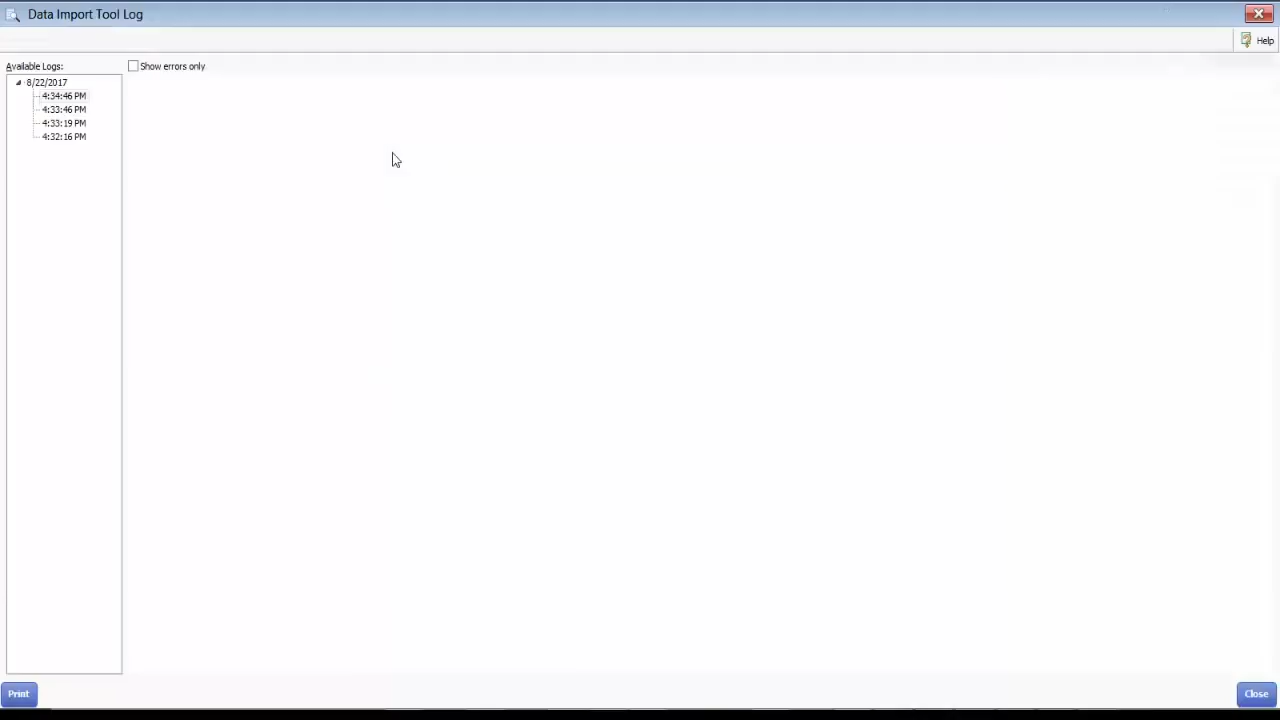 Data Import Tool Log
Help
Available Logs:
Show errors only
8/22/2017
4:34:46 PM
4:33:46 PM
4:33:19 PM
4:32:16 PM
Print
Close